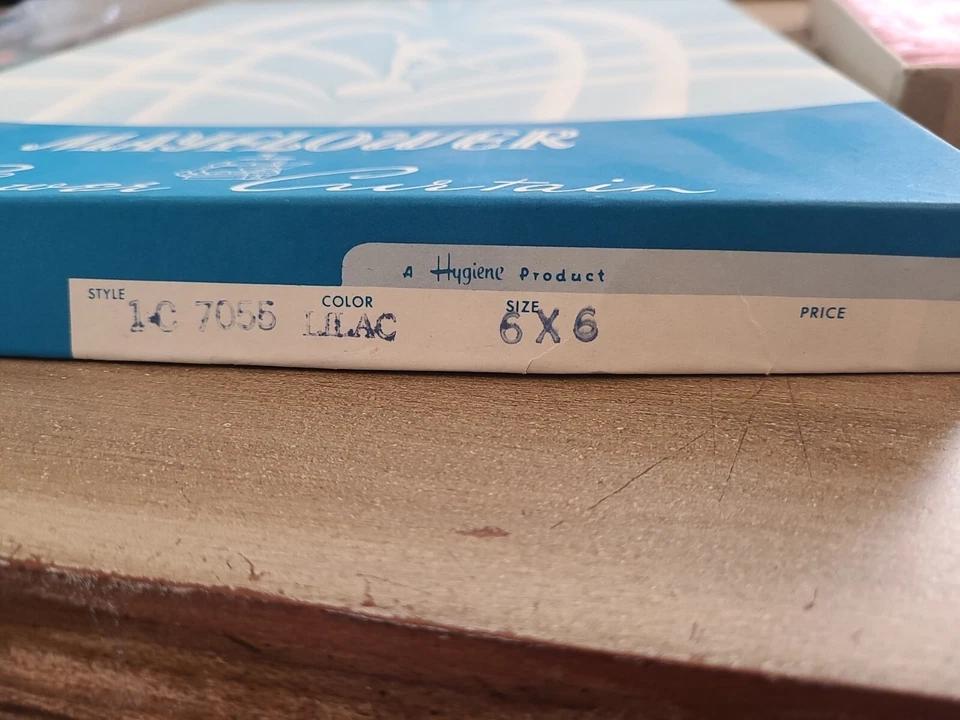 MAYFLOWER
Curtain
A Hygiene Product
STYLE COLOR SIZE PRICE
1-C 7055 LILAC 6 X 6